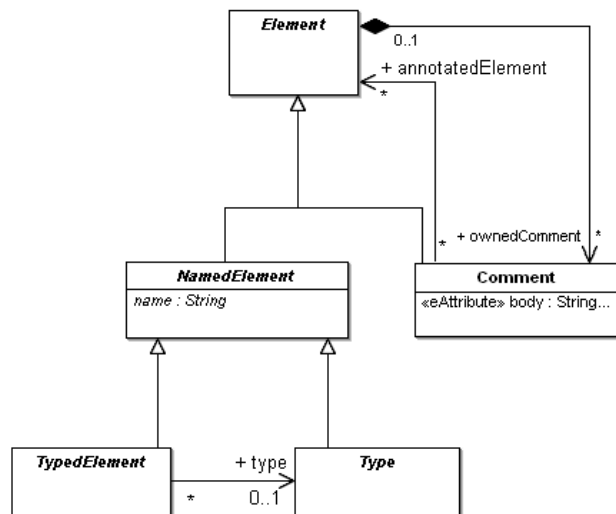 Element
0..1
+ annotatedElement
*
* + ownedComment *
NamedElement
name : String
Comment
«eAttribute» body : String...
TypedElement
+ type
Type
* 0..1